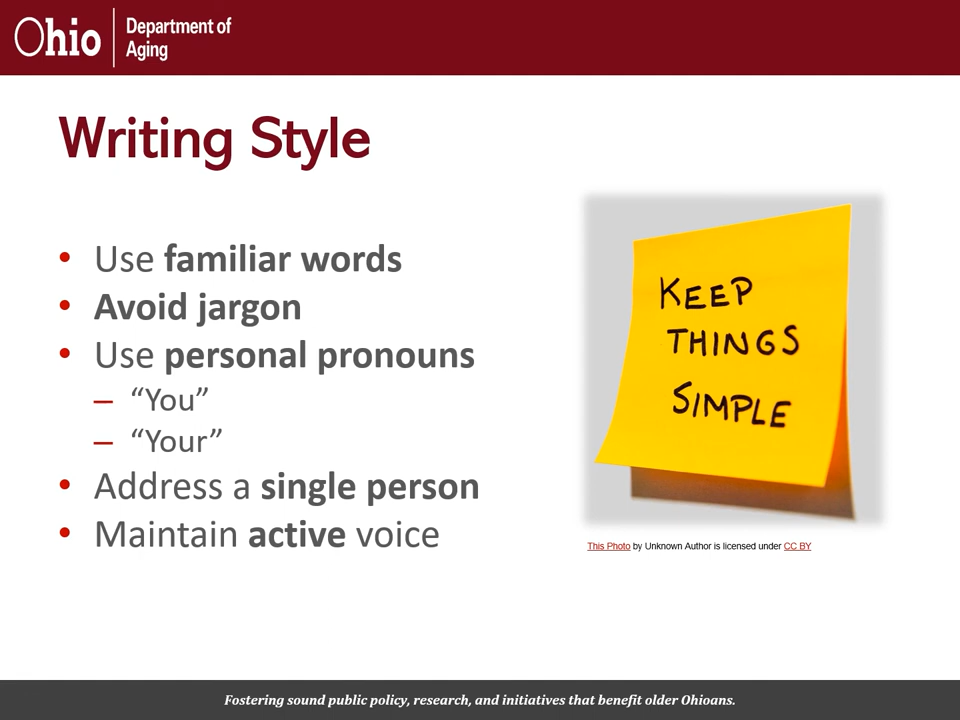 Ohio
Department of
Aging
Writing Style
• Use familiar words
• Avoid jargon
• Use personal pronouns
– “You”
– “Your”
• Address a single person
• Maintain active voice
KEEP
THINGS
SIMPLE
This Photo by Unknown Author is licensed under CC BY
Fostering sound public policy, research, and initiatives that benefit older Ohioans.